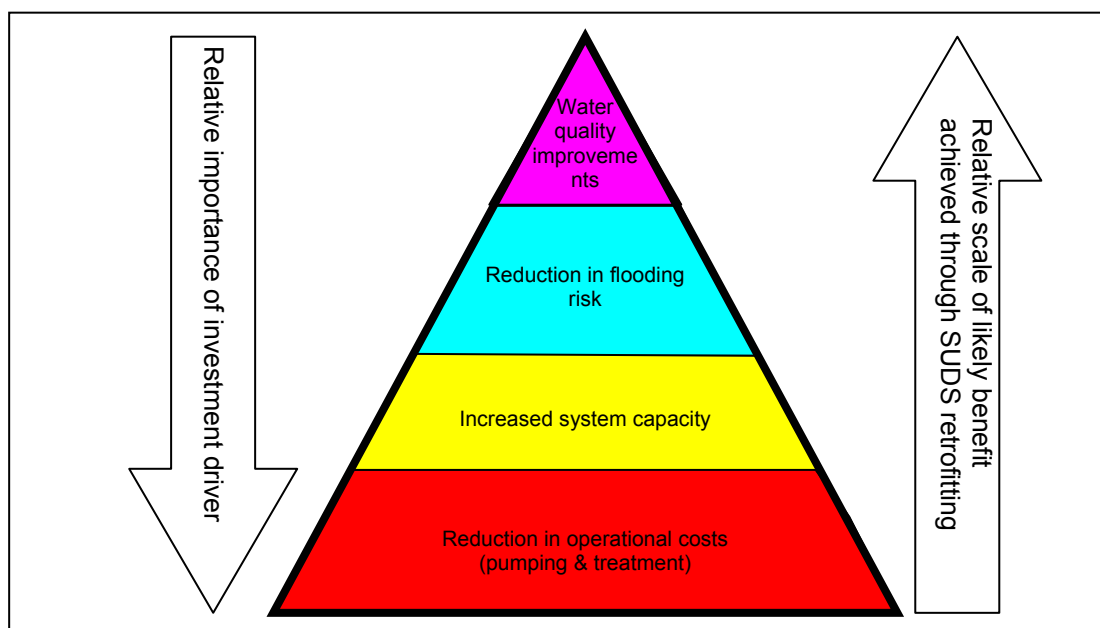 Relative importance of investment driver
Water
quality
improveme
nts
Reduction in flooding
risk
Increased system capacity
Reduction in operational costs
(pumping & treatment)
Relative scale of likely benefit
achieved through SUDS retrofitting